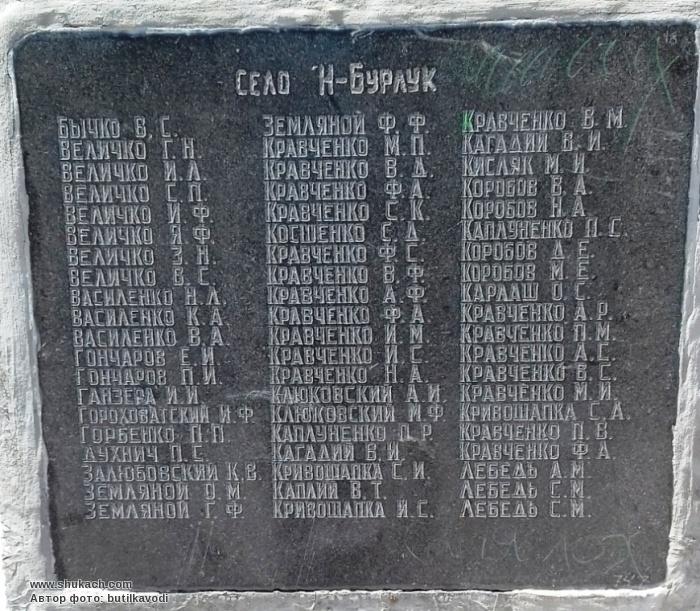 СЕЛО Н-БУРЛУК
БЫЧКО В.С.
ВЕЛИЧКО Г.Н.
ВЕЛИЧКО И.Л.
ВЕЛИЧКО С.П.
ВЕЛИЧКО И.Ф.
ВЕЛИЧКО Я.Ф.
ВЕЛИЧКО З.Н.
ВЕЛИЧКО В.С.
ВАСИЛЕНКО Н.Л.
ВАСИЛЕНКО К.А.
ВАСИЛЕНКО В.А.
ГОНЧАРОВ Е.И.
ГОНЧАРОВ П.И.
ГАНЗЕРА И.И.
ГОРОХОВАТСКИЙ И.Ф.
ГОРБЕНКО П.П.
ДУХНИЧ П.С.
ЗАЛЮБОВСКИЙ К.В.
ЗЕМЛЯНОЙ О.М.
ЗЕМЛЯНОЙ Г.Ф.
ЗЕМЛЯНОЙ Ф.Ф.
КРАВЧЕНКО М.П.
КРАВЧЕНКО В.Д.
КРАВЧЕНКО Ф.А.
КРАВЧЕНКО С.К.
КОСШЕНКО С.Д.
КРАВЧЕНКО Ф.С.
КРАВЧЕНКО В.Ф.
КРАВЧЕНКО А.Ф.
КРАВЧЕНКО Ф.А.
КРАВЧЕНКО И.М.
КРАВЧЕНКО И.С.
КРАВЧЕНКО Н.А.
КЛЮКОВСКИЙ А.И.
КЛЮКОВСКИЙ М.Ф.
КАПЛУНЕНКО О.Р.
КАГАДИЙ В.И.
КРИВОШАПКА С.И.
КАПЛИЙ В.Т.
КРИВОШАПКА И.С.
КРАВЧЕНКО В.М.
КАГАДИЙ В.И.
КИСЛЯК М.И.
КОРОБОВ В.А.
КОРОБОВ Н.А.
КАПЛУНЕНКО П.С.
КОРОБОВ Д.Е.
КОРОБОВ М.Е.
КАРЛАШ О.С.
КРАВЧЕНКО А.Р.
КРАВЧЕНКО П.М.
КРАВЧЕНКО А.С.
КРАВЧЕНКО В.С.
КРАВЧЕНКО М.И.
КРИВОШАПКА С.А.
КРАВЧЕНКО П.В.
КРАВЧЕНКО Ф.А.
ЛЕБЕДЬ А.М.
ЛЕБЕДЬ С.М.
ЛЕБЕДЬ С.М.
www.shukach.com
Автор фото: butilkavodi